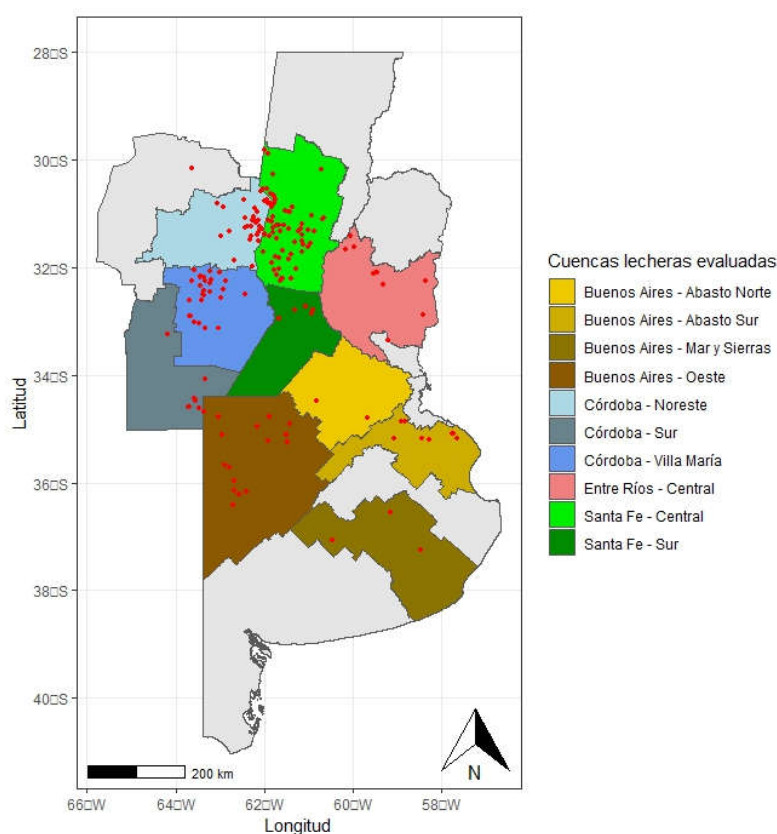 28□S
30□S
32□S
34□S
36□S
38□S
40□S
Latitud
66□W 64□W 62□W 60□W 58□W
Longitud
200 km
N
Cuencas lecheras evaluadas
Buenos Aires - Abasto Norte
Buenos Aires - Abasto Sur
Buenos Aires - Mar y Sierras
Buenos Aires - Oeste
Córdoba - Noreste
Córdoba - Sur
Córdoba - Villa María
Entre Ríos - Central
Santa Fe - Central
Santa Fe - Sur